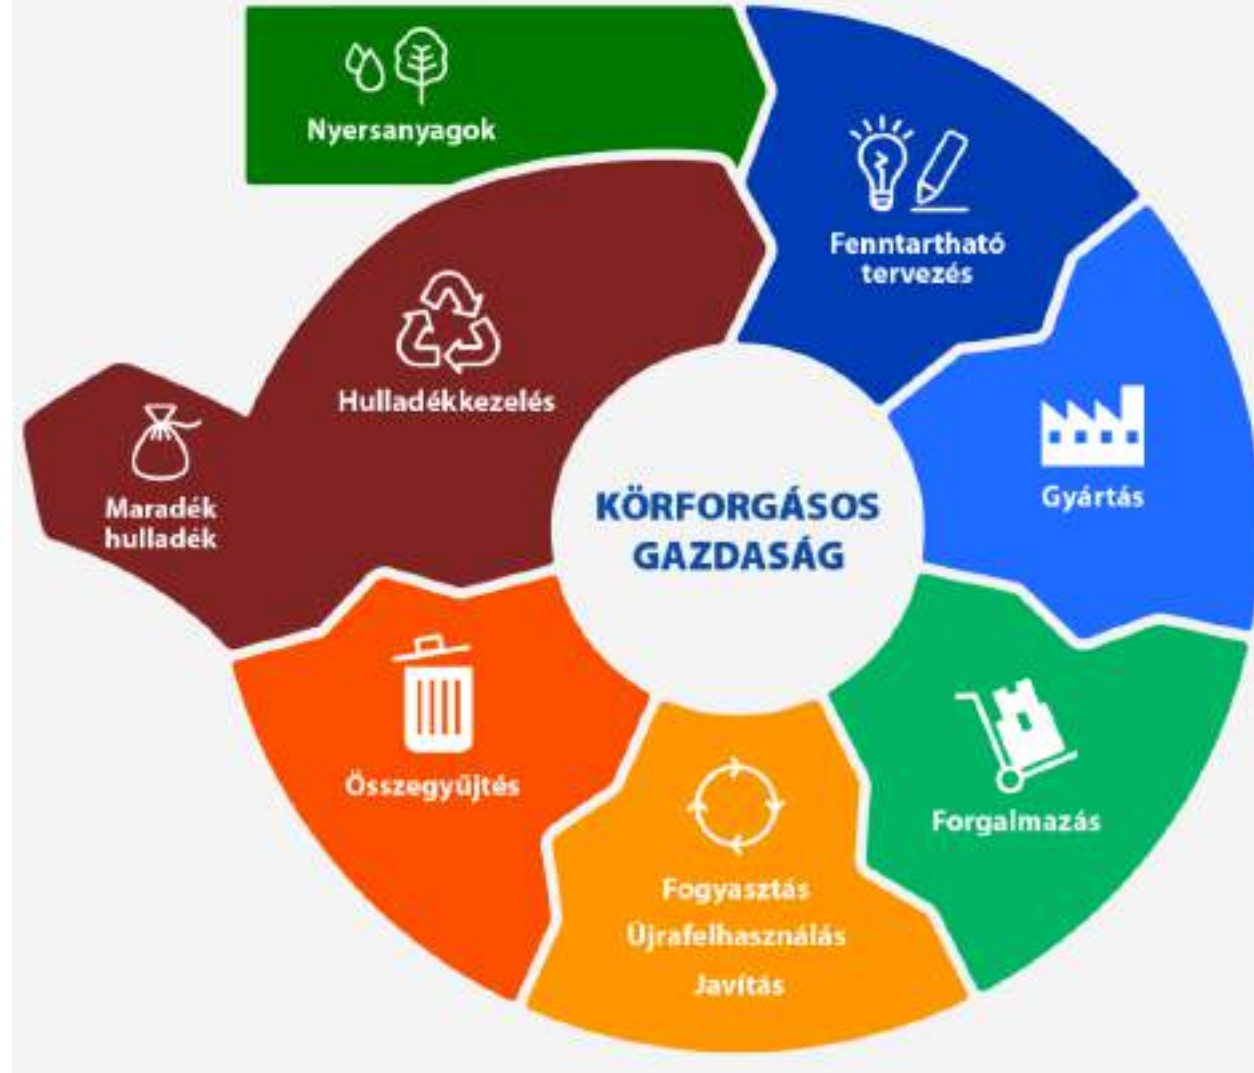 Nyersanyagok
Fenntartható
tervezés
Gyártás
Forgalmazás
Fogyasztás
Újrafelhasználás
Javítás
Összegyűjtés
Hulladékkezelés
Maradék
hulladék
KÖRFORGÁSOS
GAZDASÁG